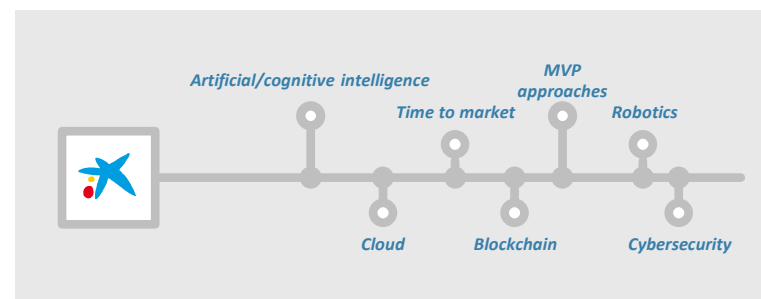 Artificial/cognitive intelligence
MVP
approaches
Time to market
Robotics
Cloud
Blockchain
Cybersecurity